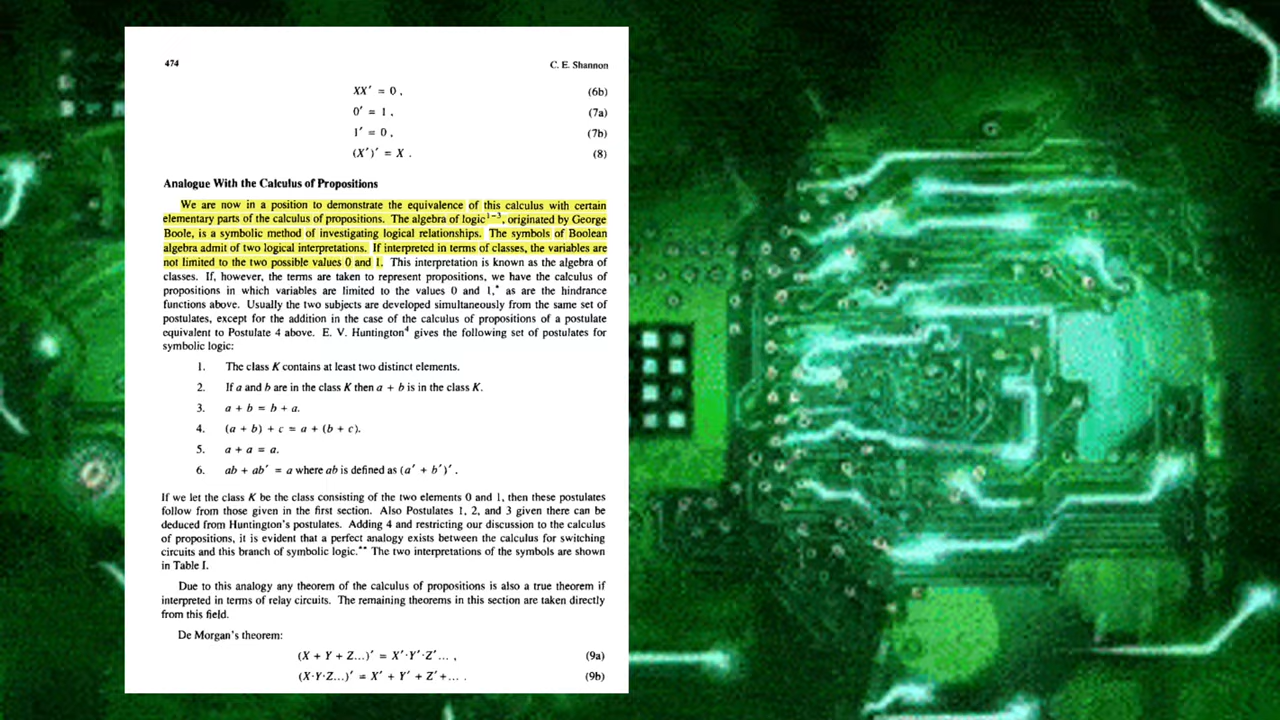 474
C. E. Shannon
XX′ = 0 , (6b)
0′ = 1 , (7a)
1′ = 0 , (7b)
(X′)′ = X . (8)
Analogue With the Calculus of Propositions
We are now in a position to demonstrate the equivalence of this calculus with certain
elementary parts of the calculus of propositions. The algebra of logic¹⁻³, originated by George
Boole, is a symbolic method of investigating logical relationships. The symbols of Boolean
algebra admit of two logical interpretations. If interpreted in terms of classes, the variables are
not limited to the two possible values 0 and 1. This interpretation is known as the algebra of
classes. If, however, the terms are taken to represent propositions, we have the calculus of
propositions in which variables are limited to the values 0 and 1,* as are the hindrance
functions above. Usually the two subjects are developed simultaneously from the same set of
postulates, except for the addition in the case of the calculus of propositions of a postulate
equivalent to Postulate 4 above. E. V. Huntington⁴ gives the following set of postulates for
symbolic logic:
1. The class K contains at least two distinct elements.
2. If a and b are in the class K then a + b is in the class K.
3. a + b = b + a.
4. (a + b) + c = a + (b + c).
5. a + a = a.
6. ab + ab′ = a where ab is defined as (a′ + b′)′ .
If we let the class K be the class consisting of the two elements 0 and 1, then these postulates
follow from those given in the first section. Also Postulates 1, 2, and 3 given there can be
deduced from Huntington's postulates. Adding 4 and restricting our discussion to the calculus
of propositions, it is evident that a perfect analogy exists between the calculus for switching
circuits and this branch of symbolic logic.** The two interpretations of the symbols are shown
in Table I.
Due to this analogy any theorem of the calculus of propositions is also a true theorem if
interpreted in terms of relay circuits. The remaining theorems in this section are taken directly
from this field.
De Morgan's theorem:
(X + Y + Z...)′ = X′·Y′·Z′... , (9a)
(X·Y·Z...)′ = X′ + Y′ + Z′+... . (9b)